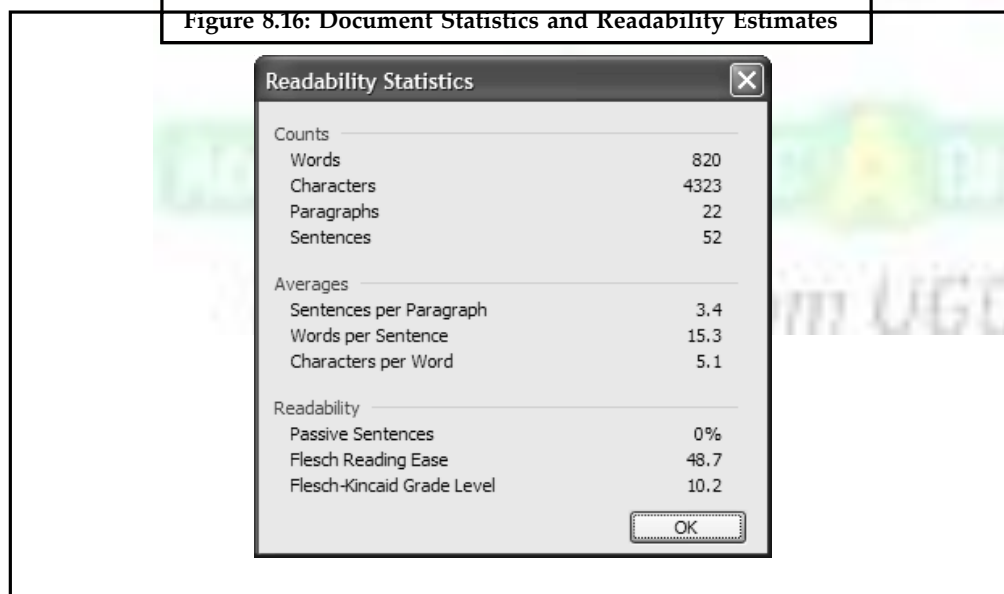 Figure 8.16: Document Statistics and Readability Estimates
Readability Statistics
Counts
Words 820
Characters 4323
Paragraphs 22
Sentences 52
Averages
Sentences per Paragraph 3.4
Words per Sentence 15.3
Characters per Word 5.1
Readability
Passive Sentences 0%
Flesch Reading Ease 48.7
Flesch-Kincaid Grade Level 10.2
OK